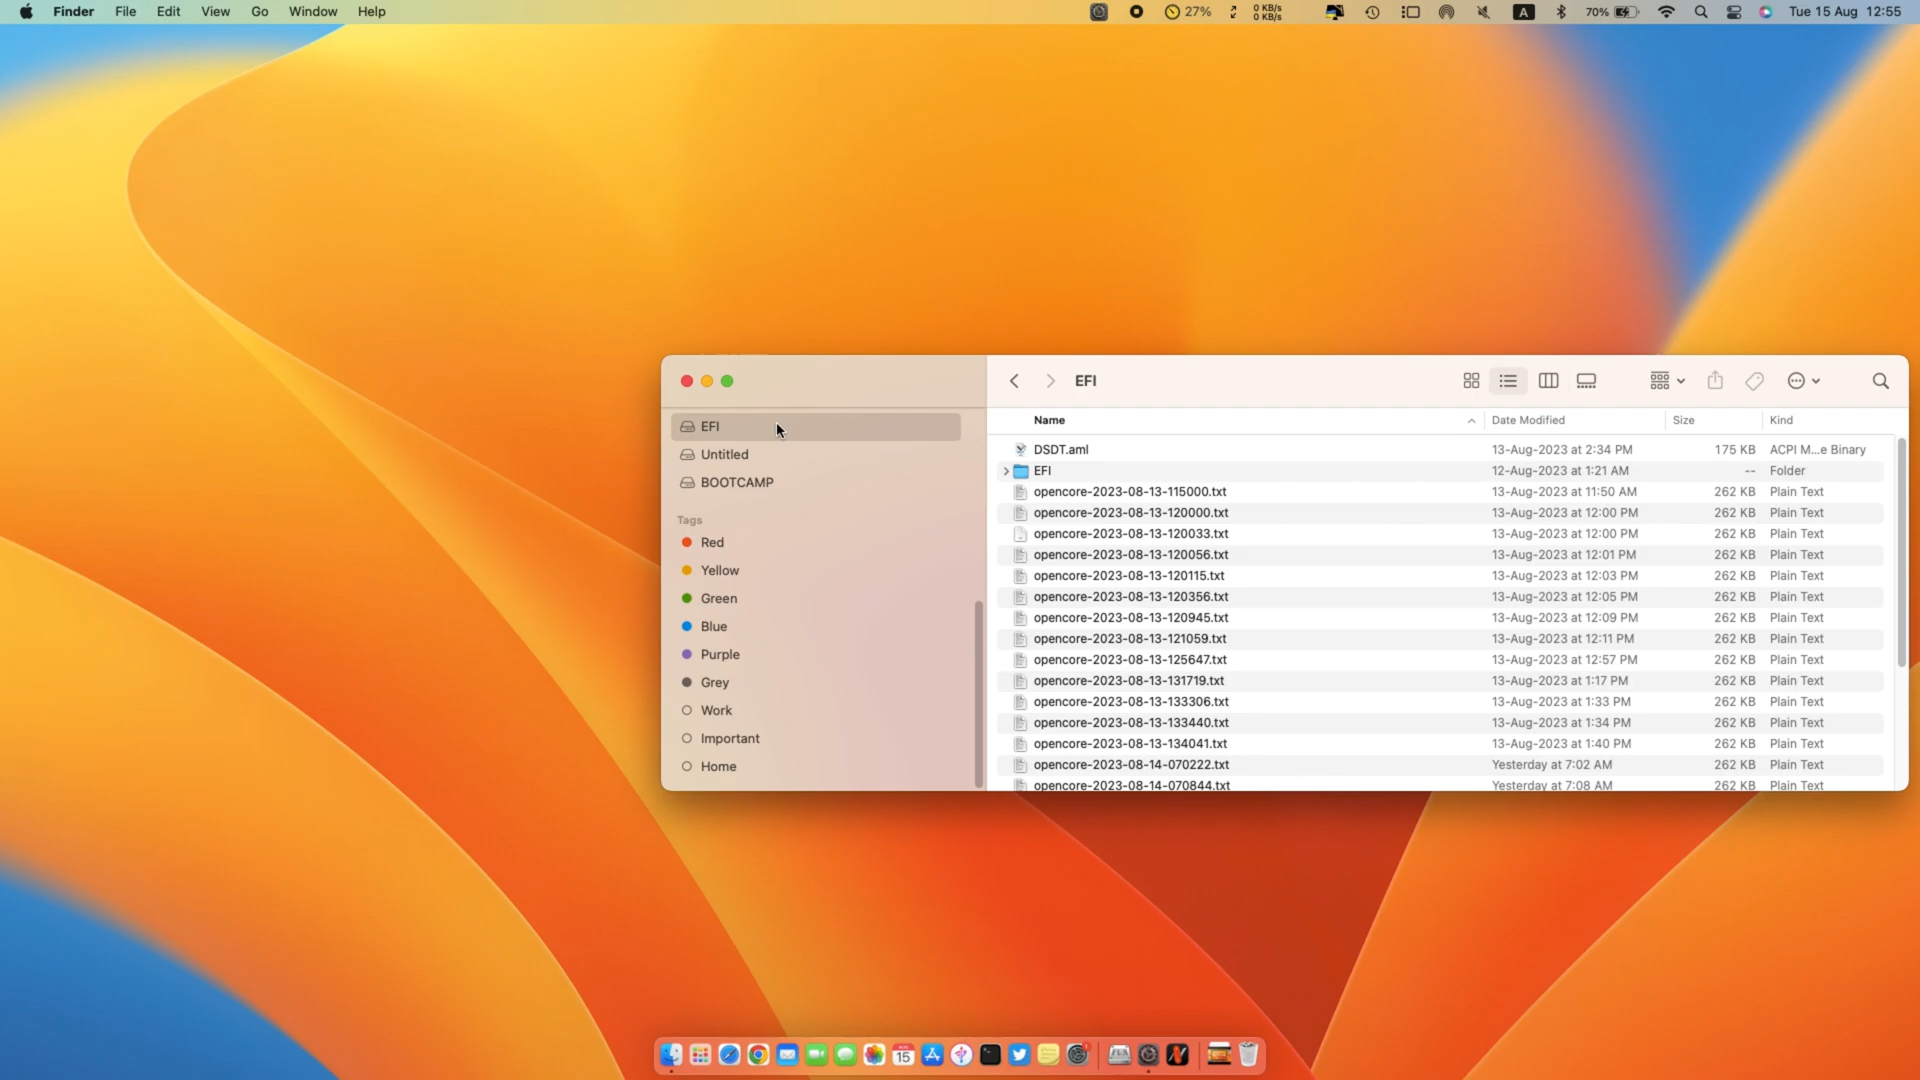 Finder File Edit View Go Window Help
27% 0 KB/s 0 KB/s A 70% Tue 15 Aug 12:55
EFI
Untitled
BOOTCAMP
Tags
Red
Yellow
Green
Blue
Purple
Grey
Work
Important
Home
EFI
Name Date Modified Size Kind
DSDT.aml 13-Aug-2023 at 2:34 PM 175 KB ACPI M...e Binary
EFI 12-Aug-2023 at 1:21 AM -- Folder
opencore-2023-08-13-115000.txt 13-Aug-2023 at 11:50 AM 262 KB Plain Text
opencore-2023-08-13-120000.txt 13-Aug-2023 at 12:00 PM 262 KB Plain Text
opencore-2023-08-13-120033.txt 13-Aug-2023 at 12:00 PM 262 KB Plain Text
opencore-2023-08-13-120056.txt 13-Aug-2023 at 12:01 PM 262 KB Plain Text
opencore-2023-08-13-120115.txt 13-Aug-2023 at 12:03 PM 262 KB Plain Text
opencore-2023-08-13-120356.txt 13-Aug-2023 at 12:05 PM 262 KB Plain Text
opencore-2023-08-13-120945.txt 13-Aug-2023 at 12:09 PM 262 KB Plain Text
opencore-2023-08-13-121059.txt 13-Aug-2023 at 12:11 PM 262 KB Plain Text
opencore-2023-08-13-125647.txt 13-Aug-2023 at 12:57 PM 262 KB Plain Text
opencore-2023-08-13-131719.txt 13-Aug-2023 at 1:17 PM 262 KB Plain Text
opencore-2023-08-13-133306.txt 13-Aug-2023 at 1:33 PM 262 KB Plain Text
opencore-2023-08-13-133440.txt 13-Aug-2023 at 1:34 PM 262 KB Plain Text
opencore-2023-08-13-134041.txt 13-Aug-2023 at 1:40 PM 262 KB Plain Text
opencore-2023-08-14-070222.txt Yesterday at 7:02 AM 262 KB Plain Text
opencore-2023-08-14-070844.txt Yesterday at 7:08 AM 262 KB Plain Text
15